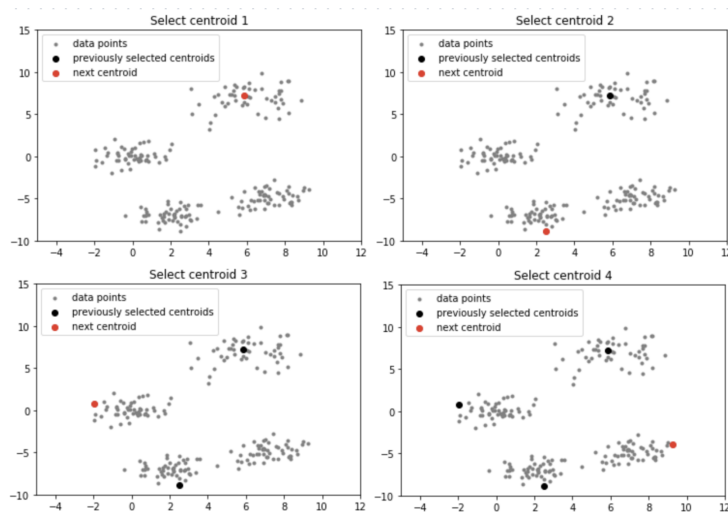 Select centroid 1
15
10
5
0
−5
−10
data points
previously selected centroids
next centroid
−4 −2 0 2 4 6 8 10 12
Select centroid 2
15
10
5
0
−5
−10
data points
previously selected centroids
next centroid
−4 −2 0 2 4 6 8 10 12
Select centroid 3
15
10
5
0
−5
−10
data points
previously selected centroids
next centroid
−4 −2 0 2 4 6 8 10 12
Select centroid 4
15
10
5
0
−5
−10
data points
previously selected centroids
next centroid
−4 −2 0 2 4 6 8 10 12